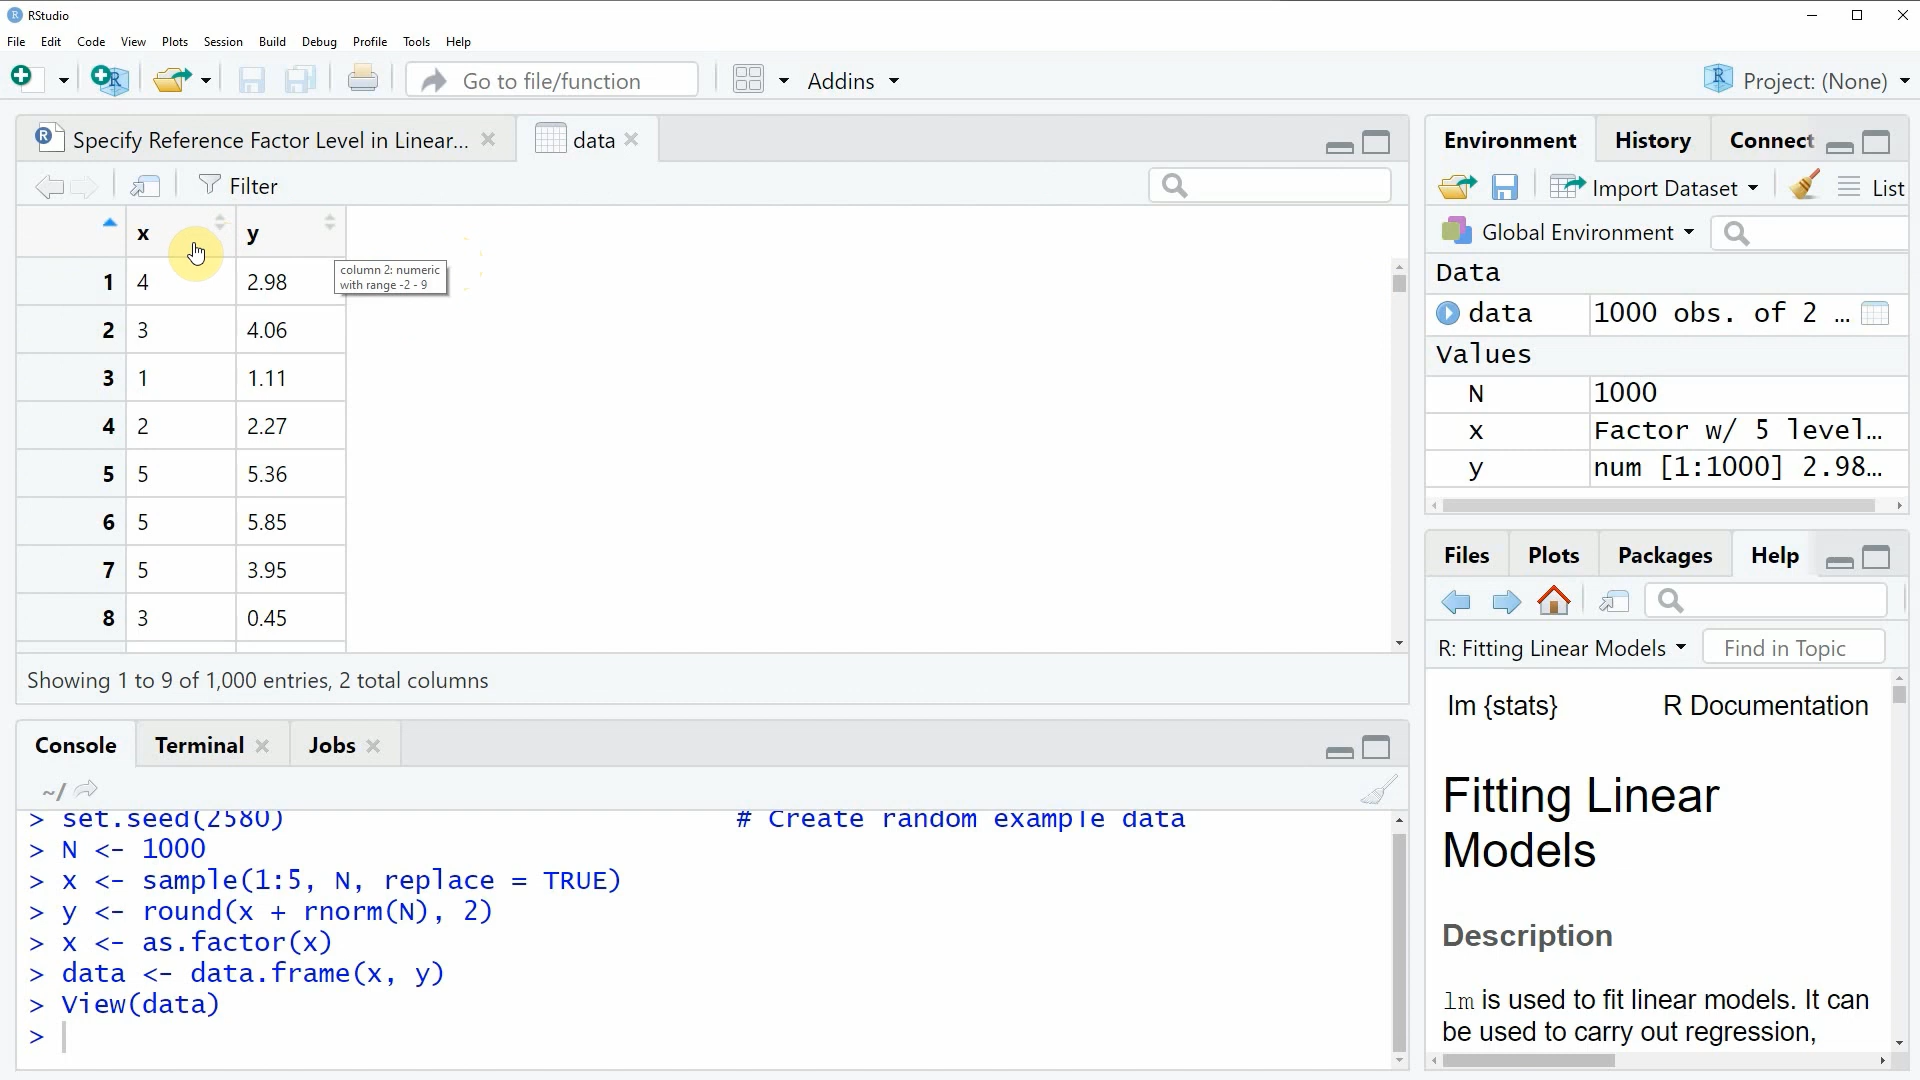 RStudio
File Edit Code View Plots Session Build Debug Profile Tools Help
Go to file/function Addins Project: (None)
Specify Reference Factor Level in Linear... data
Filter
x y
1 4 2.98
2 3 4.06
3 1 1.11
4 2 2.27
5 5 5.36
6 5 5.85
7 5 3.95
8 3 0.45
column 2: numeric
with range -2 - 9
Showing 1 to 9 of 1,000 entries, 2 total columns
Console Terminal Jobs
~/
> set.seed(2580) # Create random example data
> N <- 1000
> x <- sample(1:5, N, replace = TRUE)
> y <- round(x + rnorm(N), 2)
> x <- as.factor(x)
> data <- data.frame(x, y)
> View(data)
>
Environment History Connect
Import Dataset List
Global Environment
Data
data 1000 obs. of 2 …
Values
N 1000
x Factor w/ 5 level…
y num [1:1000] 2.98…
Files Plots Packages Help
R: Fitting Linear Models Find in Topic
lm {stats} R Documentation
Fitting Linear
Models
Description
lm is used to fit linear models. It can
be used to carry out regression,